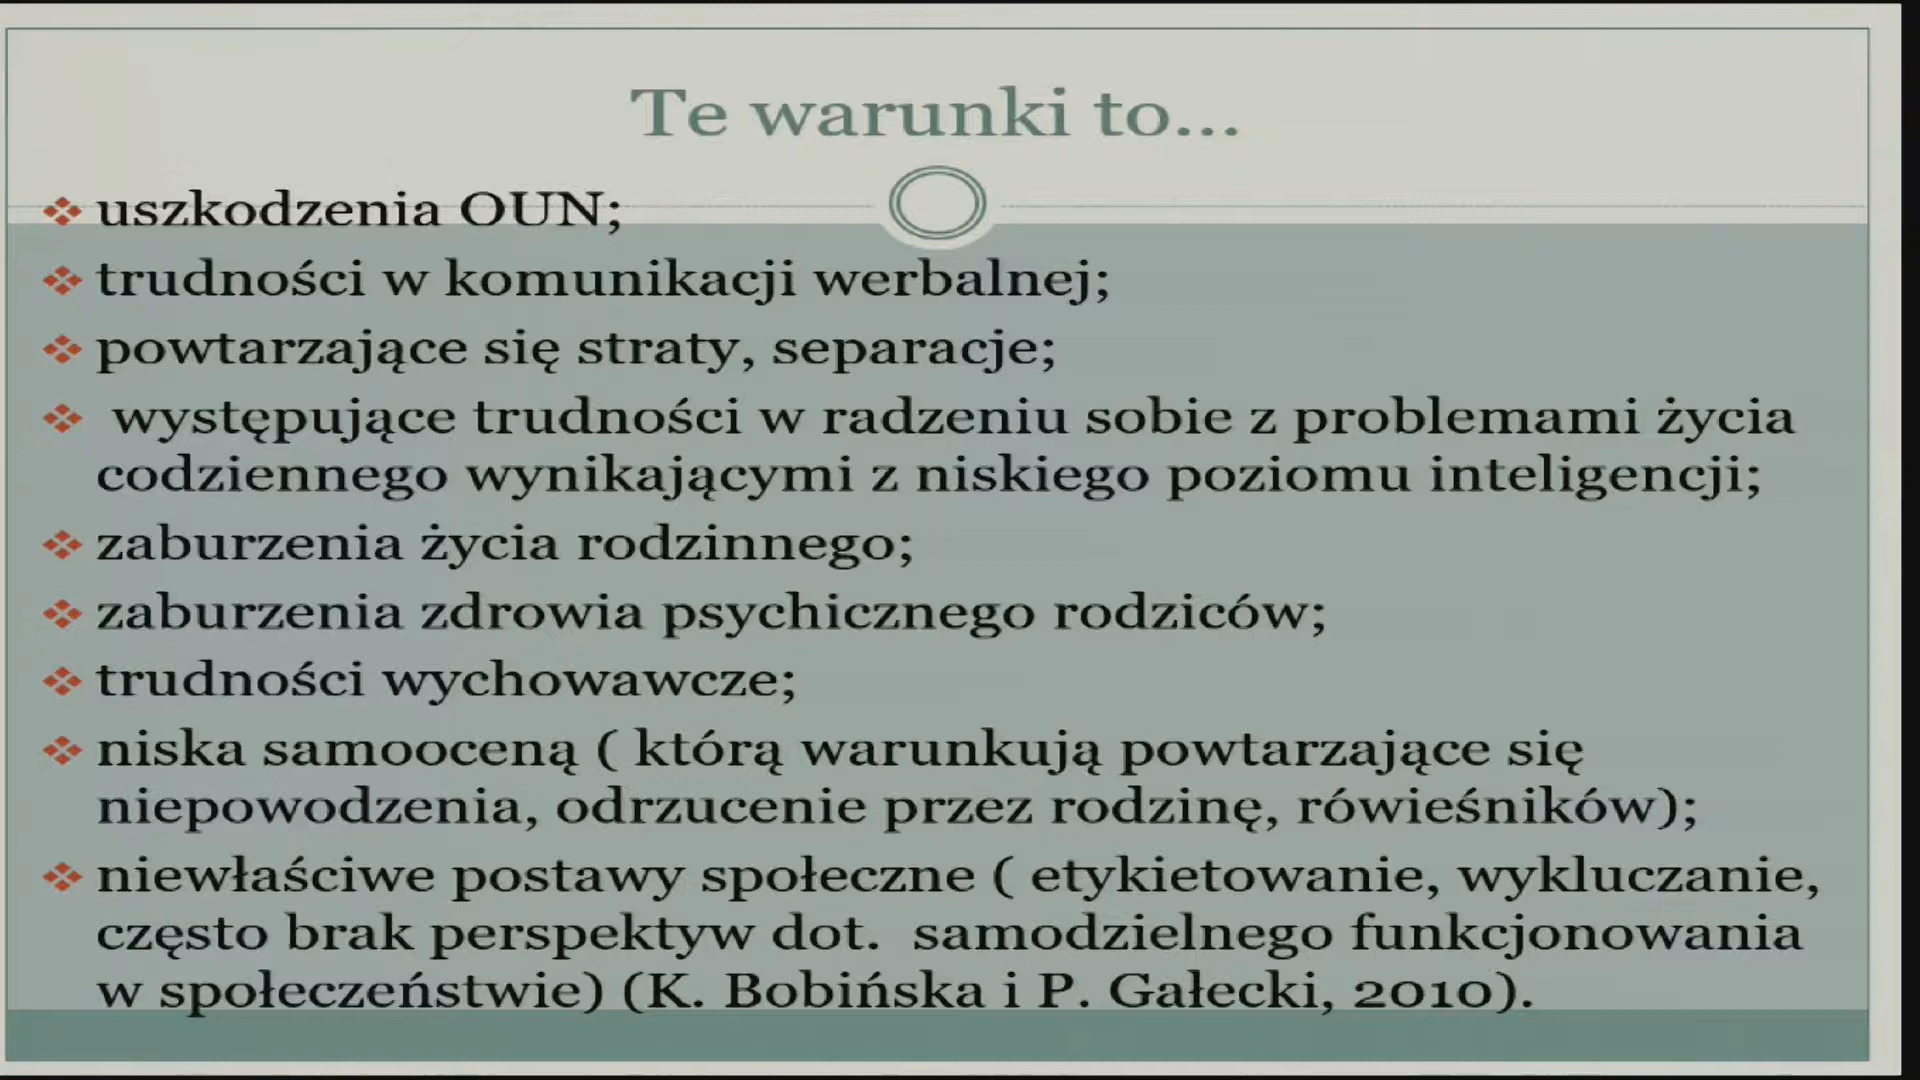 Te warunki to...
uszkodzenia OUN;
trudności w komunikacji werbalnej;
powtarzające się straty, separacje;
występujące trudności w radzeniu sobie z problemami życia
codziennego wynikającymi z niskiego poziomu inteligencji;
zaburzenia życia rodzinnego;
zaburzenia zdrowia psychicznego rodziców;
trudności wychowawcze;
niska samooceną ( którą warunkują powtarzające się
niepowodzenia, odrzucenie przez rodzinę, rówieśników);
niewłaściwe postawy społeczne ( etykietowanie, wykluczanie,
często brak perspektyw dot. samodzielnego funkcjonowania
w społeczeństwie) (K. Bobińska i P. Gałecki, 2010).